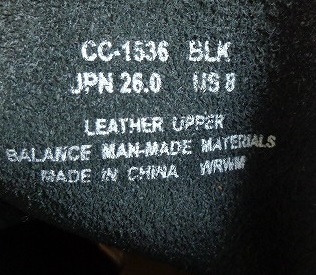 CC-1536 BLK
JPN 26.0 US 8
LEATHER UPPER
BALANCE MAN-MADE MATERIALS
MADE IN CHINA WRWM